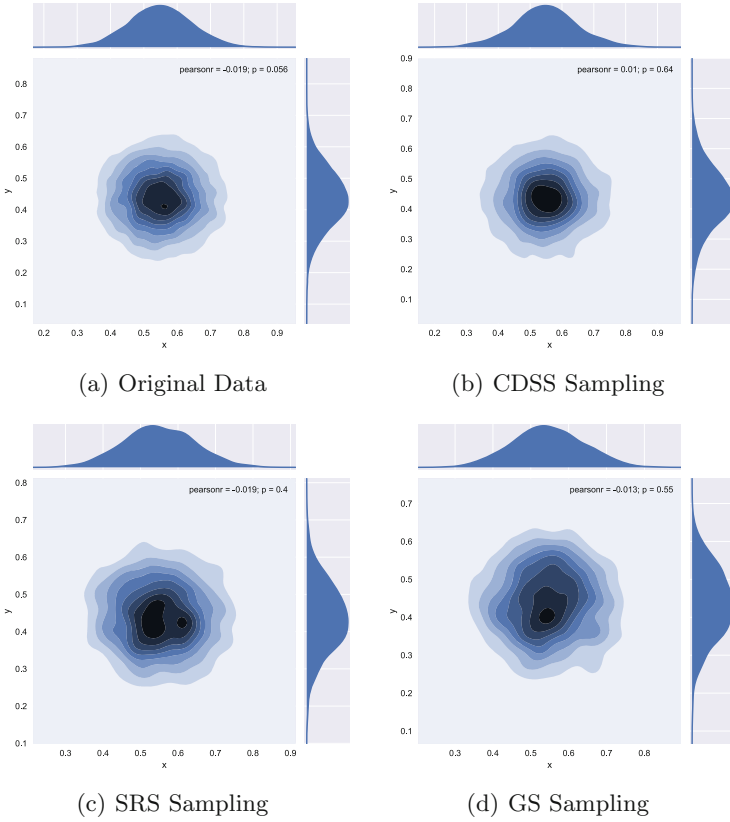 pearsonr = -0.019; p = 0.056
0.8
0.7
0.6
0.5
0.4
0.3
0.2
0.1
y
0.2 0.3 0.4 0.5 0.6 0.7 0.8 0.9
x
(a) Original Data
pearsonr = 0.01; p = 0.64
0.9
0.8
0.7
0.6
0.5
0.4
0.3
0.2
0.1
y
0.2 0.3 0.4 0.5 0.6 0.7 0.8 0.9
x
(b) CDSS Sampling
pearsonr = -0.019; p = 0.4
0.8
0.7
0.6
0.5
0.4
0.3
0.2
0.1
y
0.3 0.4 0.5 0.6 0.7 0.8 0.9
x
(c) SRS Sampling
pearsonr = -0.013; p = 0.55
0.7
0.6
0.5
0.4
0.3
0.2
0.1
y
0.3 0.4 0.5 0.6 0.7 0.8
x
(d) GS Sampling